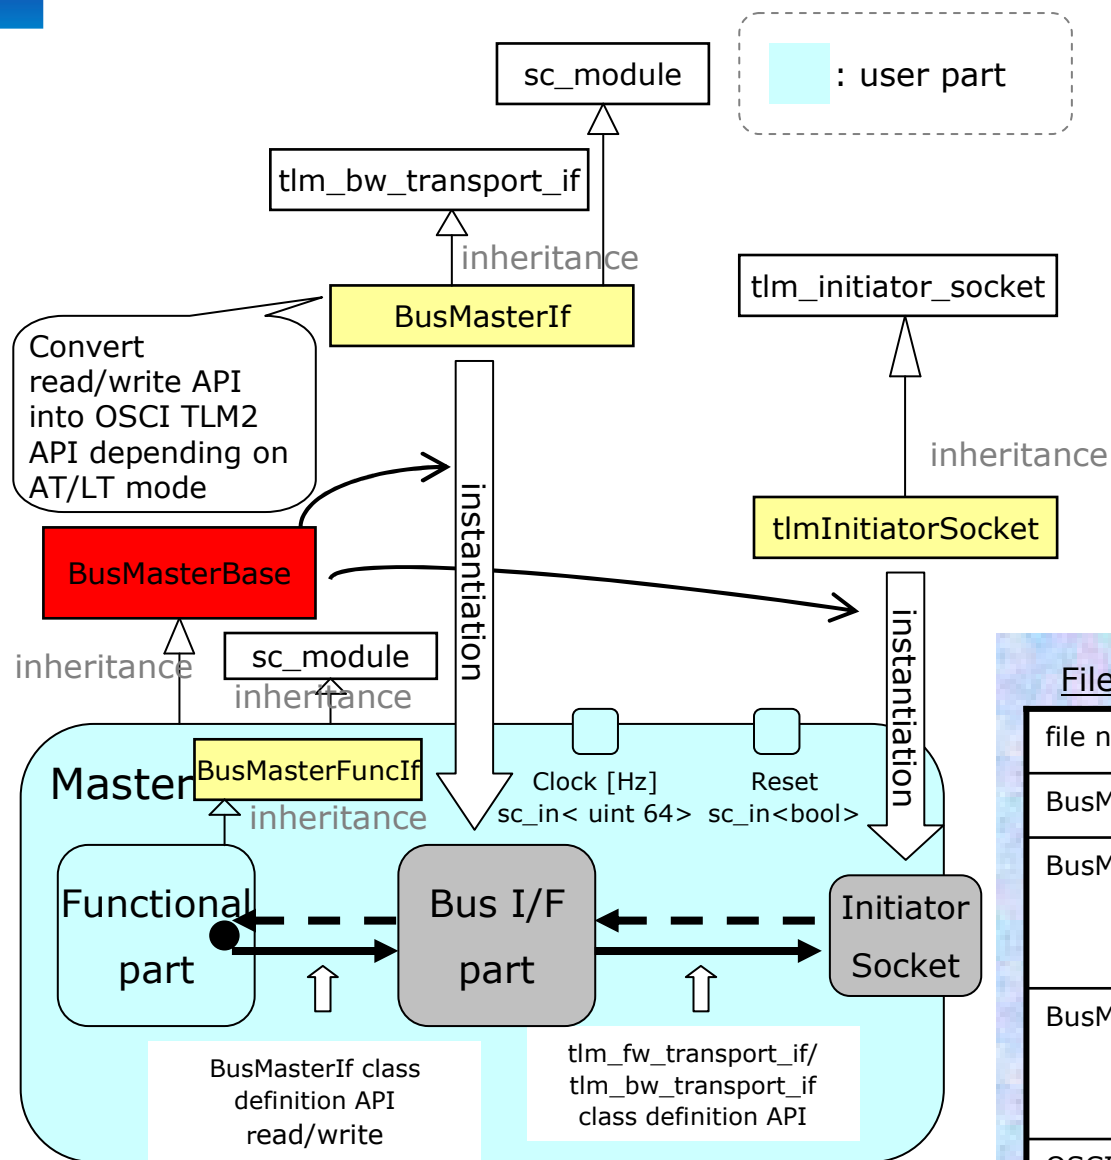 sc_module
: user part
tlm_bw_transport_if
inheritance
tlm_initiator_socket
BusMasterIf
Convert
read/write API
into OSCI TLM2
API depending on
AT/LT mode
inheritance
instantiation
tlmInitiatorSocket
BusMasterBase
instantiation
inheritance
sc_module
inheritance
File
file n
BusM
BusM
BusM
OSCI
Master
BusMasterFuncIf
Clock [Hz]
sc_in< uint 64>
Reset
sc_in<bool>
inheritance
Functional
part
Bus I/F
part
Initiator
Socket
BusMasterIf class
definition API
read/write
tlm_fw_transport_if/
tlm_bw_transport_if
class definition API